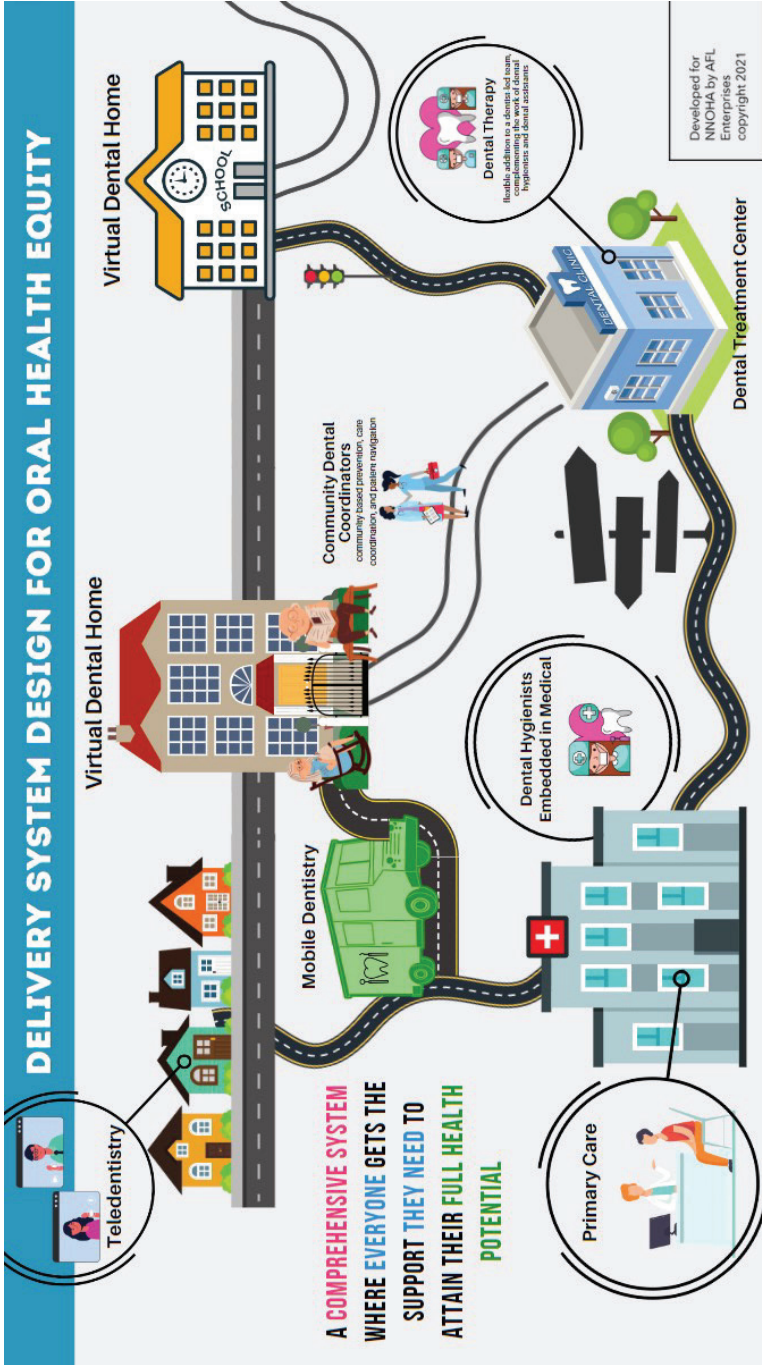 DELIVERY SYSTEM DESIGN FOR ORAL HEALTH EQUITY
Teledentistry
Virtual Dental Home
Virtual Dental Home
SCHOOL
A COMPREHENSIVE SYSTEM
WHERE EVERYONE GETS THE
SUPPORT THEY NEED TO
ATTAIN THEIR FULL HEALTH
POTENTIAL
Mobile Dentistry
Community Dental
Coordinators
community based prevention, care
coordination, and patient navigation
Primary Care
Dental Hygienists
Embedded in Medical
DENTAL CLINIC
Dental Treatment Center
Dental Therapy
flexible addition to a dentist-led team,
complementing the work of dental
hygienists and dental assistants
Developed for
NNOHA by AFL
Enterprises
copyright 2021